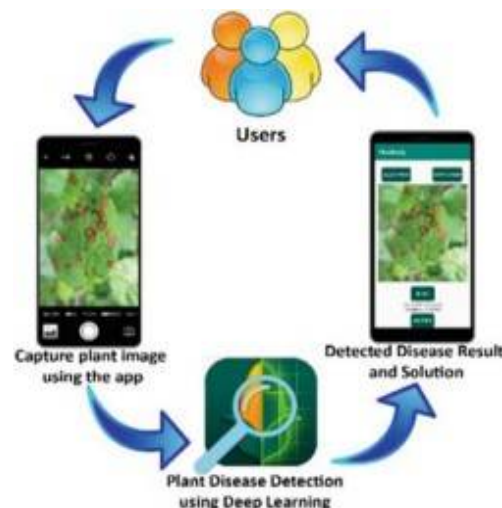 Users
Capture plant image
using the app
Detected Disease Result
and Solution
Plant Disease Detection
using Deep Learning